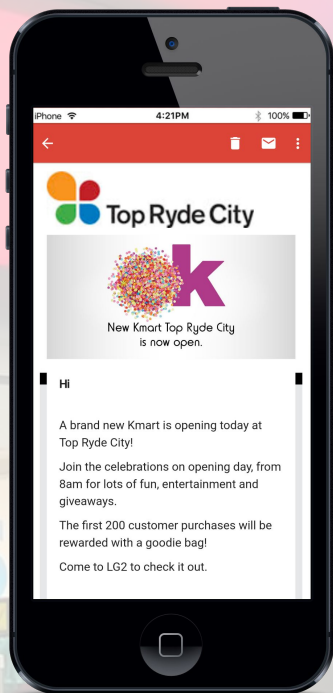 iPhone 4:21PM 100%
Top Ryde City
k
New Kmart Top Ryde City
is now open.
Hi
A brand new Kmart is opening today at
Top Ryde City!
Join the celebrations on opening day, from
8am for lots of fun, entertainment and
giveaways.
The first 200 customer purchases will be
rewarded with a goodie bag!
Come to LG2 to check it out.